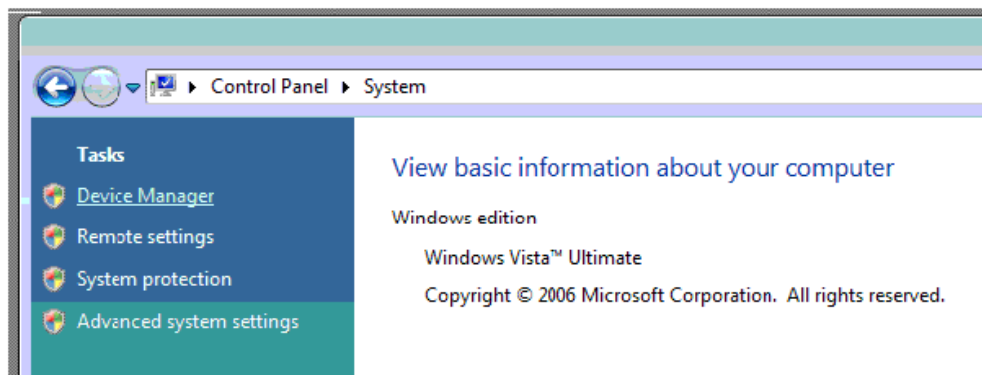 Control Panel System
Tasks
Device Manager
Remote settings
System protection
Advanced system settings
View basic information about your computer
Windows edition
Windows Vista™ Ultimate
Copyright © 2006 Microsoft Corporation. All rights reserved.